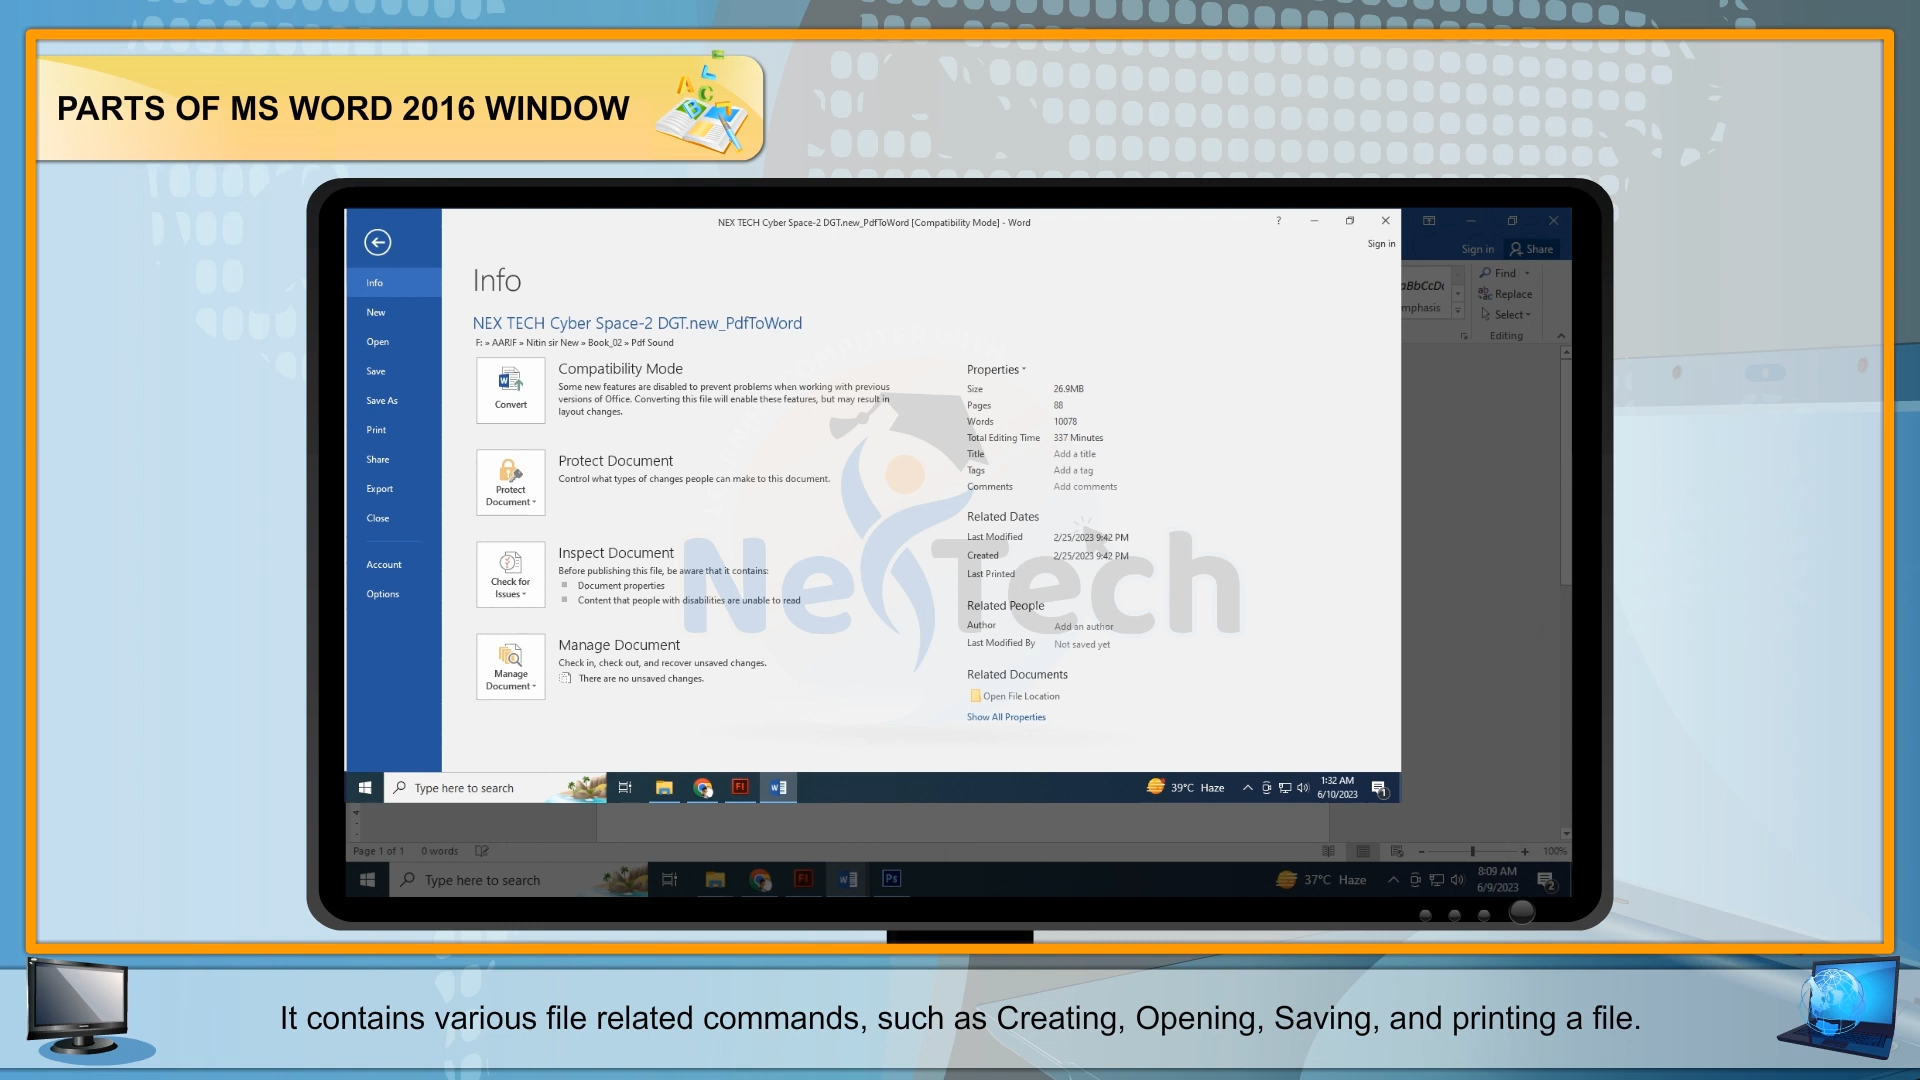 PARTS OF MS WORD 2016 WINDOW
NEX TECH Cyber Space-2 DGT.new_PdfToWord [Compatibility Mode] - Word
?
Sign in
Sign in
Share
Info
New
Open
Save
Save As
Print
Share
Export
Close
Account
Options
Info
NEX TECH Cyber Space-2 DGT.new_PdfToWord
F: » AARIF » Nitin sir New » Book_02 » Pdf Sound
Convert
Compatibility Mode
Some new features are disabled to prevent problems when working with previous
versions of Office. Converting this file will enable these features, but may result in
layout changes.
Protect
Document
Protect Document
Control what types of changes people can make to this document.
Check for
Issues
Inspect Document
Before publishing this file, be aware that it contains:
Document properties
Content that people with disabilities are unable to read
Manage
Document
Manage Document
Check in, check out, and recover unsaved changes.
There are no unsaved changes.
Properties
Size 26.9MB
Pages 88
Words 10078
Total Editing Time 337 Minutes
Title Add a title
Tags Add a tag
Comments Add comments
Related Dates
Last Modified 2/25/2023 9:42 PM
Created 2/25/2023 9:42 PM
Last Printed
Related People
Author Add an author
Last Modified By Not saved yet
Related Documents
Open File Location
Show All Properties
NexTech
Find
Replace
Select
Editing
Type here to search
Fl
39°C Haze
1:32 AM
6/10/2023
1
Page 1 of 1 0 words
100%
Type here to search
Fl
Ps
37°C Haze
8:09 AM
6/9/2023
2
It contains various file related commands, such as Creating, Opening, Saving, and printing a file.